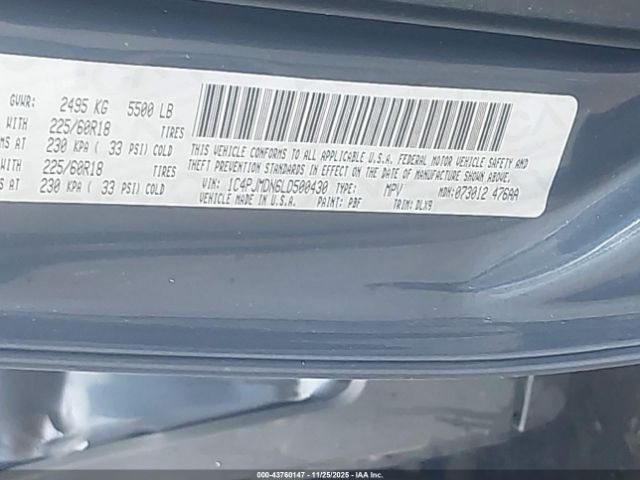 GVWR: 2495 KG 5500 LB
WITH 225/60R18 TIRES
MS AT 230 KPA ( 33 PSI) COLD
WITH 225/60R18 TIRES
AT 230 KPA ( 33 PSI) COLD
THIS VEHICLE CONFORMS TO ALL APPLICABLE U.S.A. FEDERAL MOTOR VEHICLE SAFETY AND
THEFT PREVENTION STANDARDS IN EFFECT ON THE DATE OF MANUFACTURE SHOWN ABOVE.
VIN: 1C4PJMDN6LD500430 TYPE: MPV MDH:073012 476AA
VEHICLE MADE IN U.S.A. PAINT: PBF TRIM: DLX9
000-43760147 11/25/2025 IAA Inc.